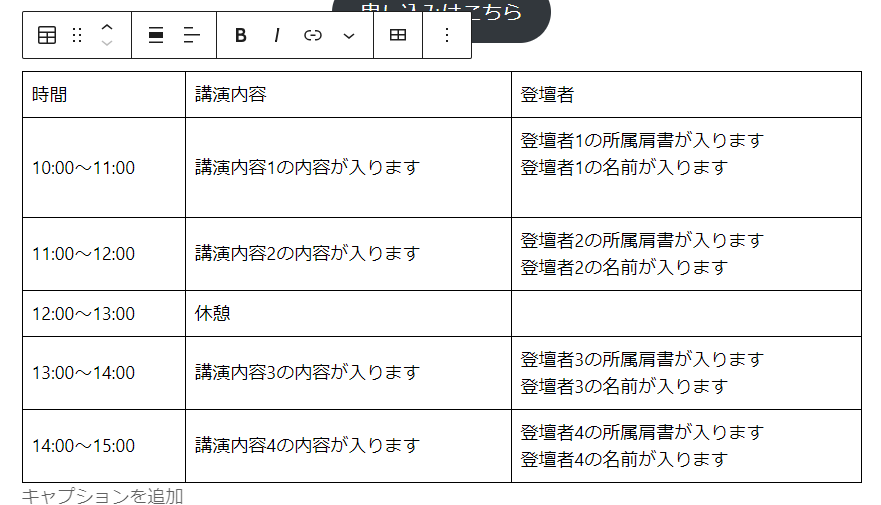 申し込みはこちら
B I
時間 講演内容 登壇者
10:00～11:00 講演内容1の内容が入ります 登壇者1の所属肩書が入ります
登壇者1の名前が入ります
11:00～12:00 講演内容2の内容が入ります 登壇者2の所属肩書が入ります
登壇者2の名前が入ります
12:00～13:00 休憩
13:00～14:00 講演内容3の内容が入ります 登壇者3の所属肩書が入ります
登壇者3の名前が入ります
14:00～15:00 講演内容4の内容が入ります 登壇者4の所属肩書が入ります
登壇者4の名前が入ります
キャプションを追加